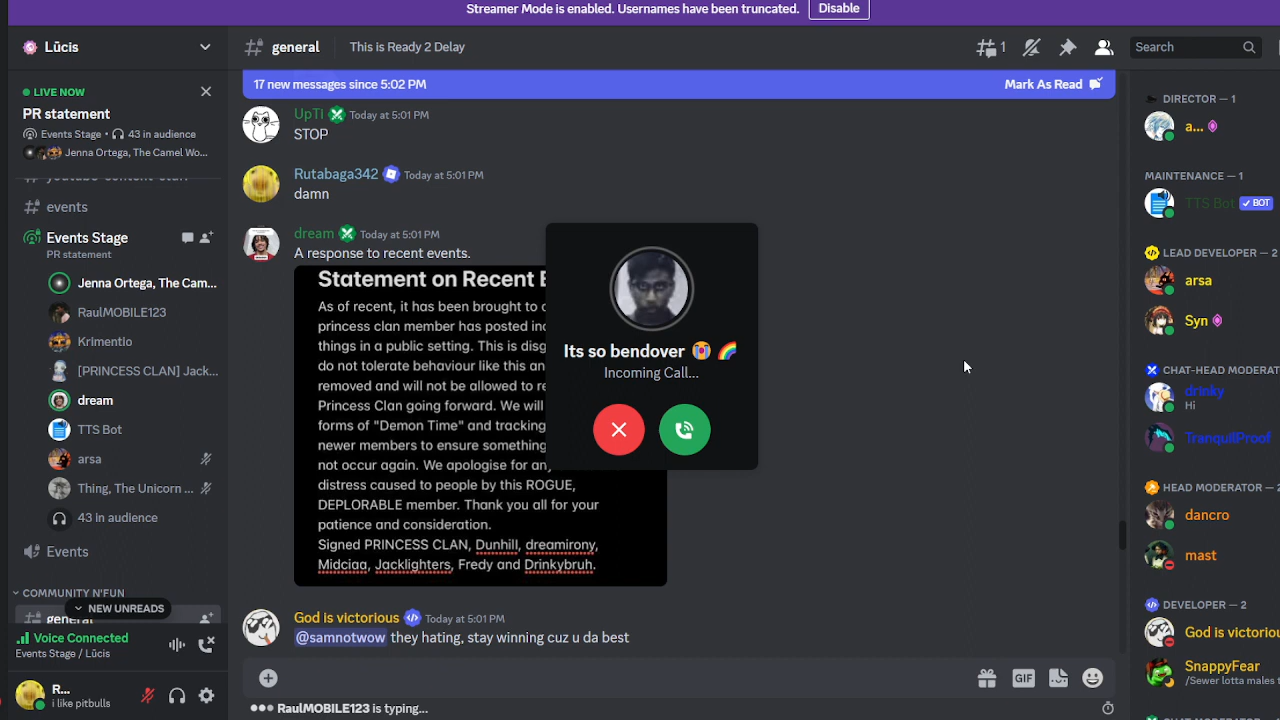 Streamer Mode is enabled. Usernames have been truncated.
Disable
Lūcis
general
This is Ready 2 Delay
1
Search
17 new messages since 5:02 PM
Mark As Read
LIVE NOW
PR statement
Events Stage • 43 in audience
Jenna Ortega, The Camel Wo...
events
Events Stage
PR statement
Jenna Ortega, The Cam...
RaulMOBILE123
Krimentlo
[PRINCESS CLAN] Jack...
dream
TTS Bot
arsa
Thing, The Unicorn ...
43 in audience
Events
COMMUNITY N'FUN
NEW UNREADS
general
Voice Connected
Events Stage / Lūcis
R...
i like pitbulls
UpTI Today at 5:01 PM
STOP
Rutabaga342 Today at 5:01 PM
damn
dream Today at 5:01 PM
A response to recent events.
Statement on Recent E
As of recent, it has been brought to
princess clan member has posted
things in a public setting. This is
do not tolerate behaviour like this
removed and will not be allowed to
Princess Clan going forward. We will
forms of "Demon Time" and tracking
newer members to ensure something
not occur again. We apologise for
distress caused to people by this ROGUE,
DEPLORABLE member. Thank you all for your
patience and consideration.
Signed PRINCESS CLAN, Dunhill, dreamirony,
Midciaa, Jacklighters, Fredy and Drinkybruh.
Its so bendover 😭 🌈
Incoming Call...
God is victorious Today at 5:01 PM
@samnotwow they hating, stay winning cuz u da best
GIF
RaulMOBILE123 is typing...
DIRECTOR — 1
a...
MAINTENANCE — 1
TTS Bot BOT
LEAD DEVELOPER — 2
arsa
Syn
CHAT-HEAD MODERAT
drinky
Hi
TranquilProof
HEAD MODERATOR — 2
dancro
mast
DEVELOPER — 2
God is victoriou
SnappyFear
/Sewer lotta males t